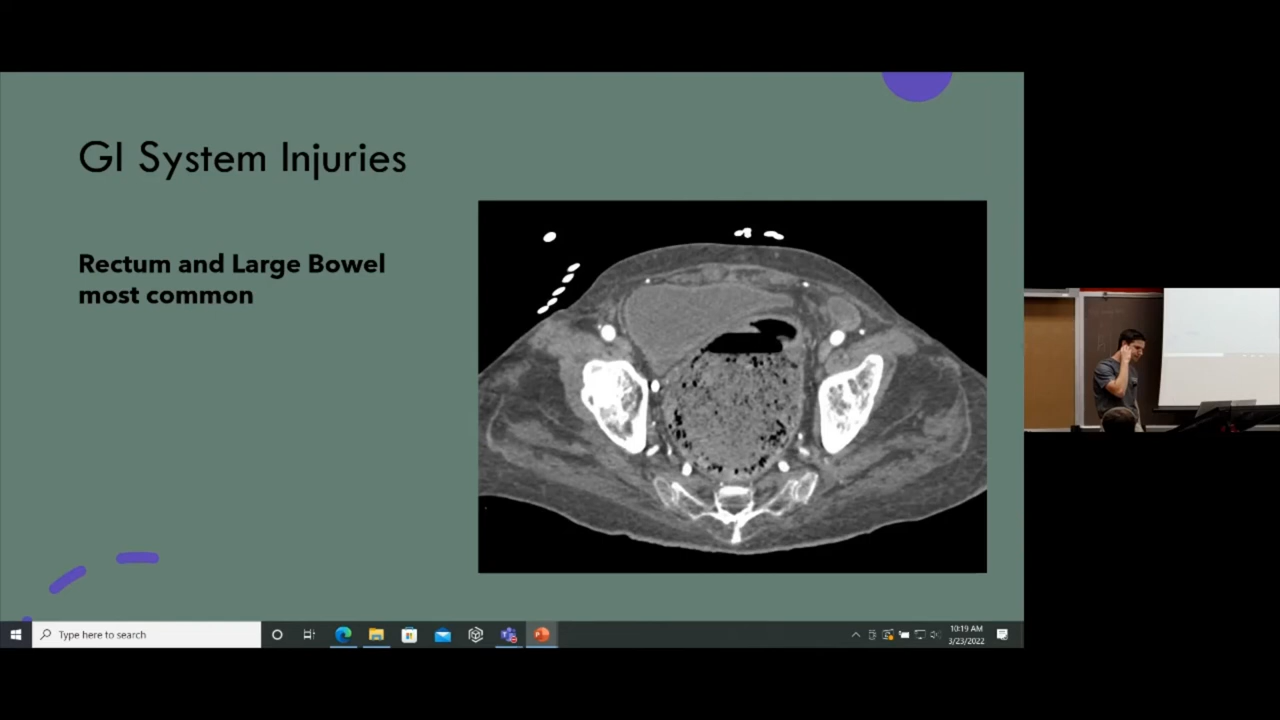 GI System Injuries
Rectum and Large Bowel
most common
Type here to search
10:19 AM
3/23/2022